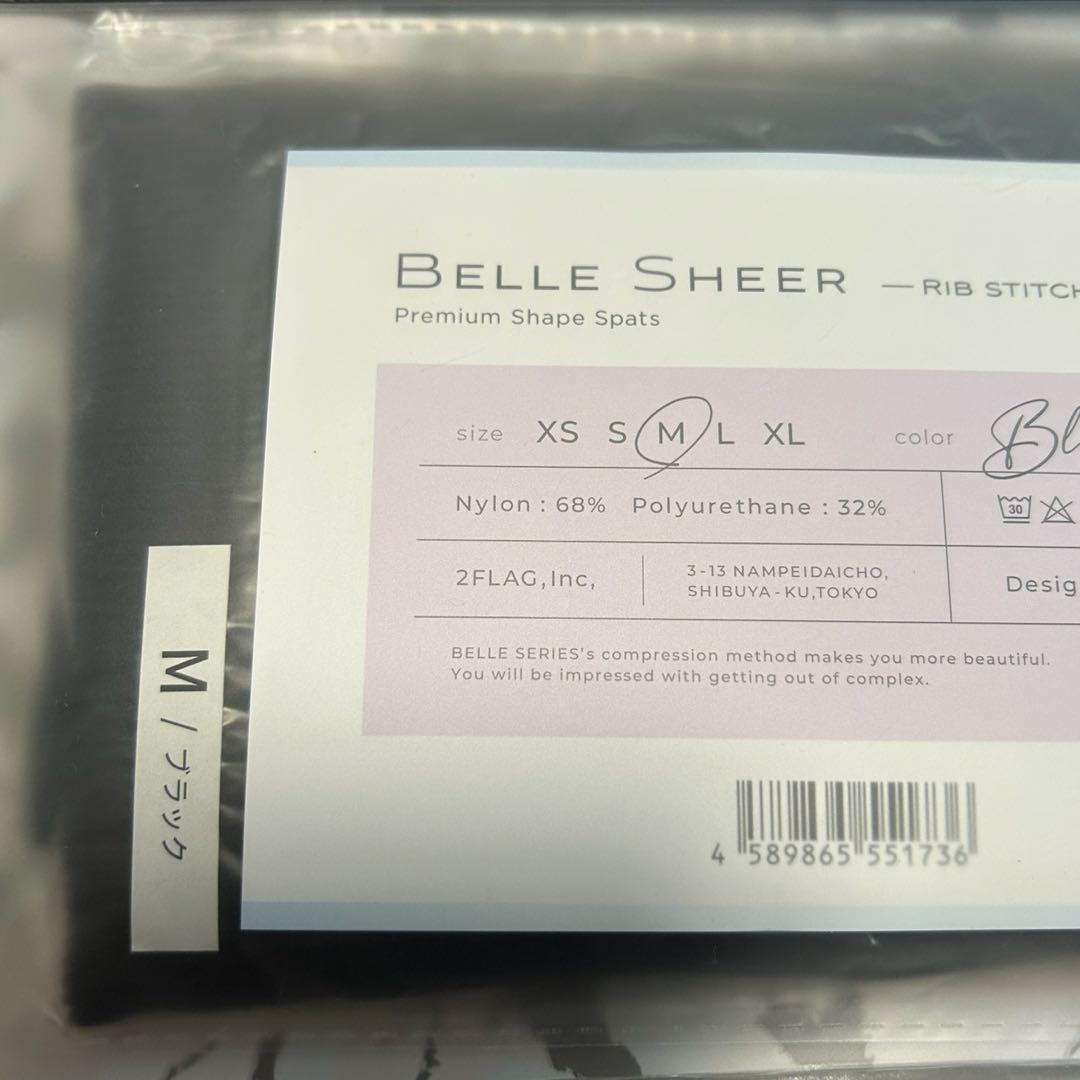 BELLE SHEER — RIB STITCH
Premium Shape Spats
size XS S M L XL color
Nylon : 68% Polyurethane : 32%
30
2FLAG,Inc,
3-13 NAMPEIDAICHO,
SHIBUYA-KU,TOKYO
BELLE SERIES's compression method makes you more beautiful.
You will be impressed with getting out of complex.
4 589865 551736
M / ブラック